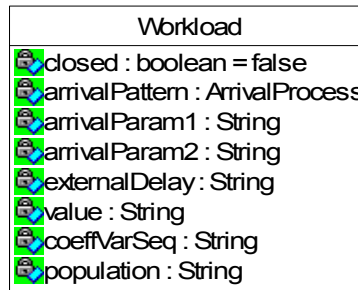 Workload
closed : boolean = false
arrivalPattern : ArrivalProcess
arrivalParam1 : String
arrivalParam2 : String
externalDelay : String
value : String
coeffVarSeq : String
population : String